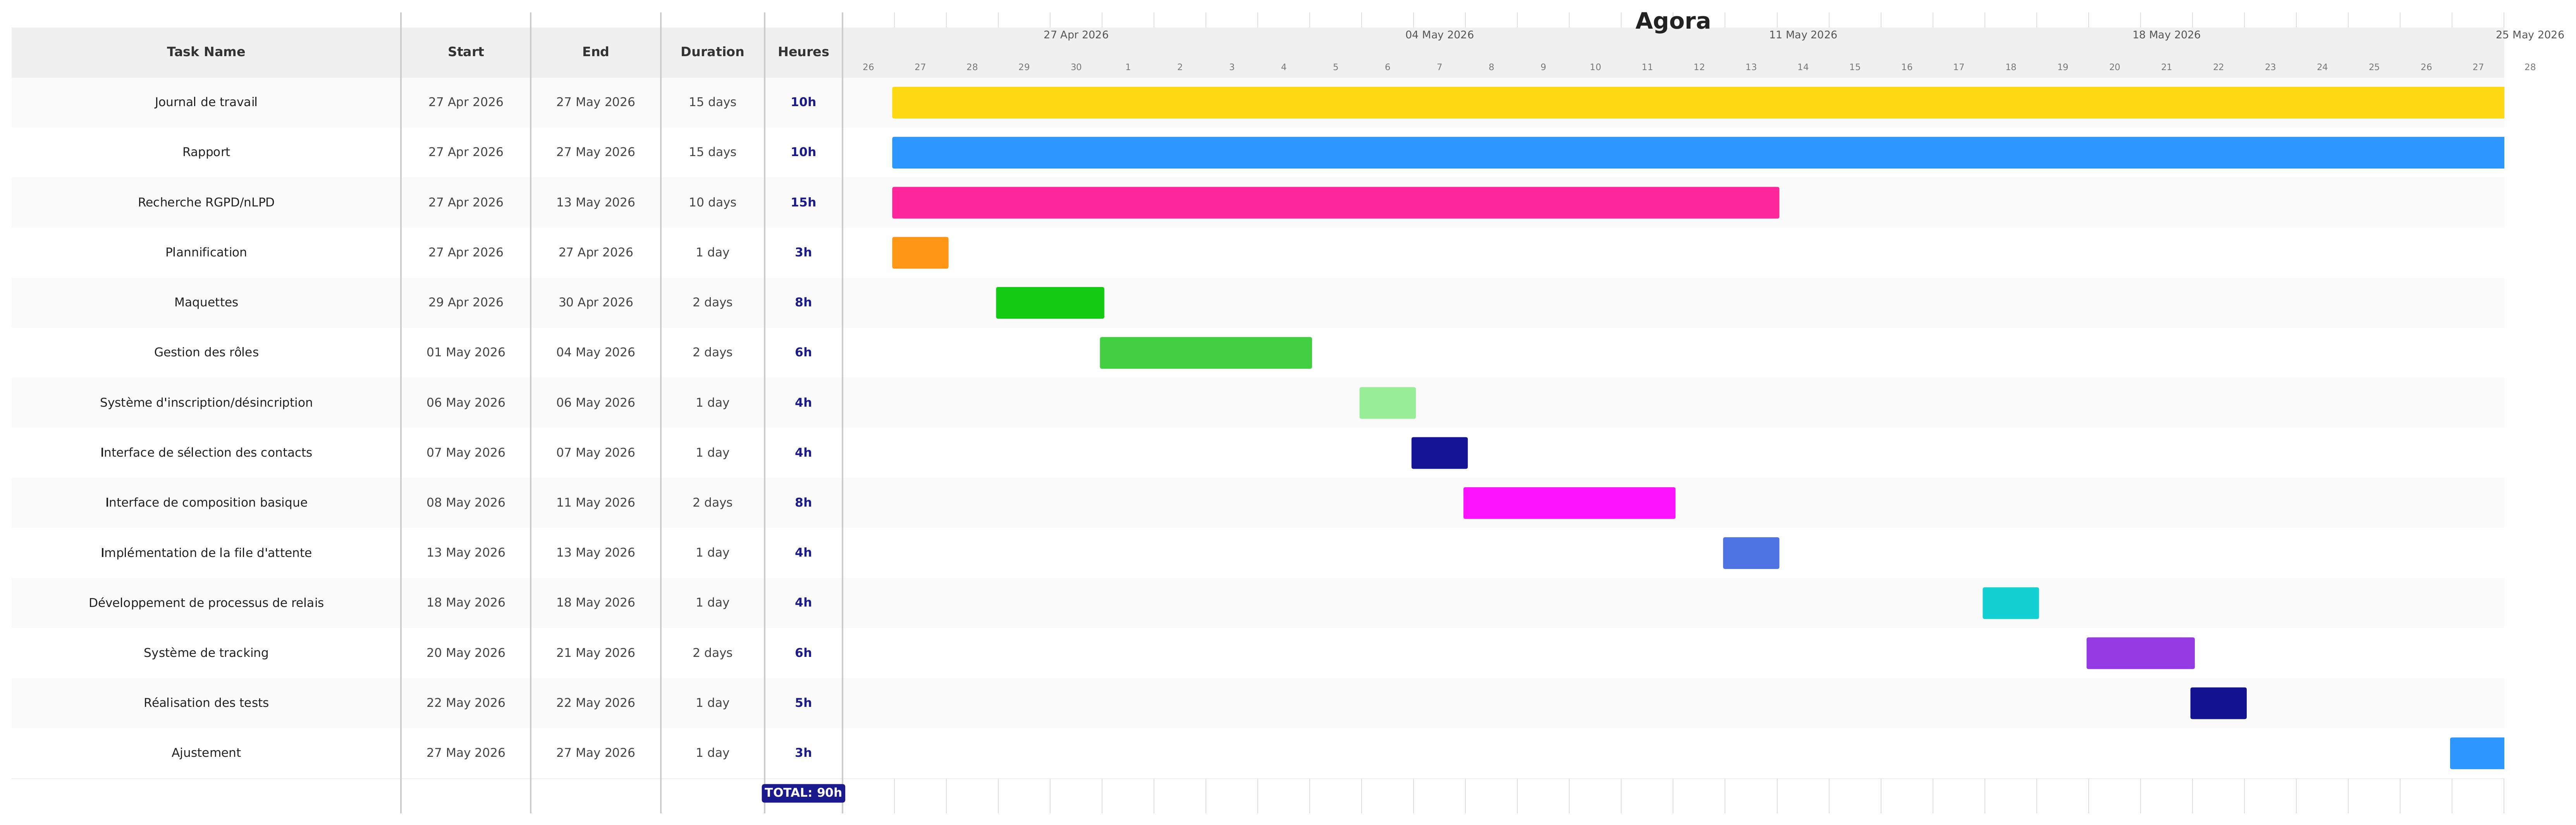 Agora
27 Apr 2026 04 May 2026 11 May 2026 18 May 2026 25 May 2026
Task Name Start End Duration Heures
26 27 28 29 30 1 2 3 4 5 6 7 8 9 10 11 12 13 14 15 16 17 18 19 20 21 22 23 24 25 26 27 28
Journal de travail 27 Apr 2026 27 May 2026 15 days 10h
Rapport 27 Apr 2026 27 May 2026 15 days 10h
Recherche RGPD/nLPD 27 Apr 2026 13 May 2026 10 days 15h
Plannification 27 Apr 2026 27 Apr 2026 1 day 3h
Maquettes 29 Apr 2026 30 Apr 2026 2 days 8h
Gestion des rôles 01 May 2026 04 May 2026 2 days 6h
Système d'inscription/désincription 06 May 2026 06 May 2026 1 day 4h
Interface de sélection des contacts 07 May 2026 07 May 2026 1 day 4h
Interface de composition basique 08 May 2026 11 May 2026 2 days 8h
Implémentation de la file d'attente 13 May 2026 13 May 2026 1 day 4h
Développement de processus de relais 18 May 2026 18 May 2026 1 day 4h
Système de tracking 20 May 2026 21 May 2026 2 days 6h
Réalisation des tests 22 May 2026 22 May 2026 1 day 5h
Ajustement 27 May 2026 27 May 2026 1 day 3h
TOTAL: 90h